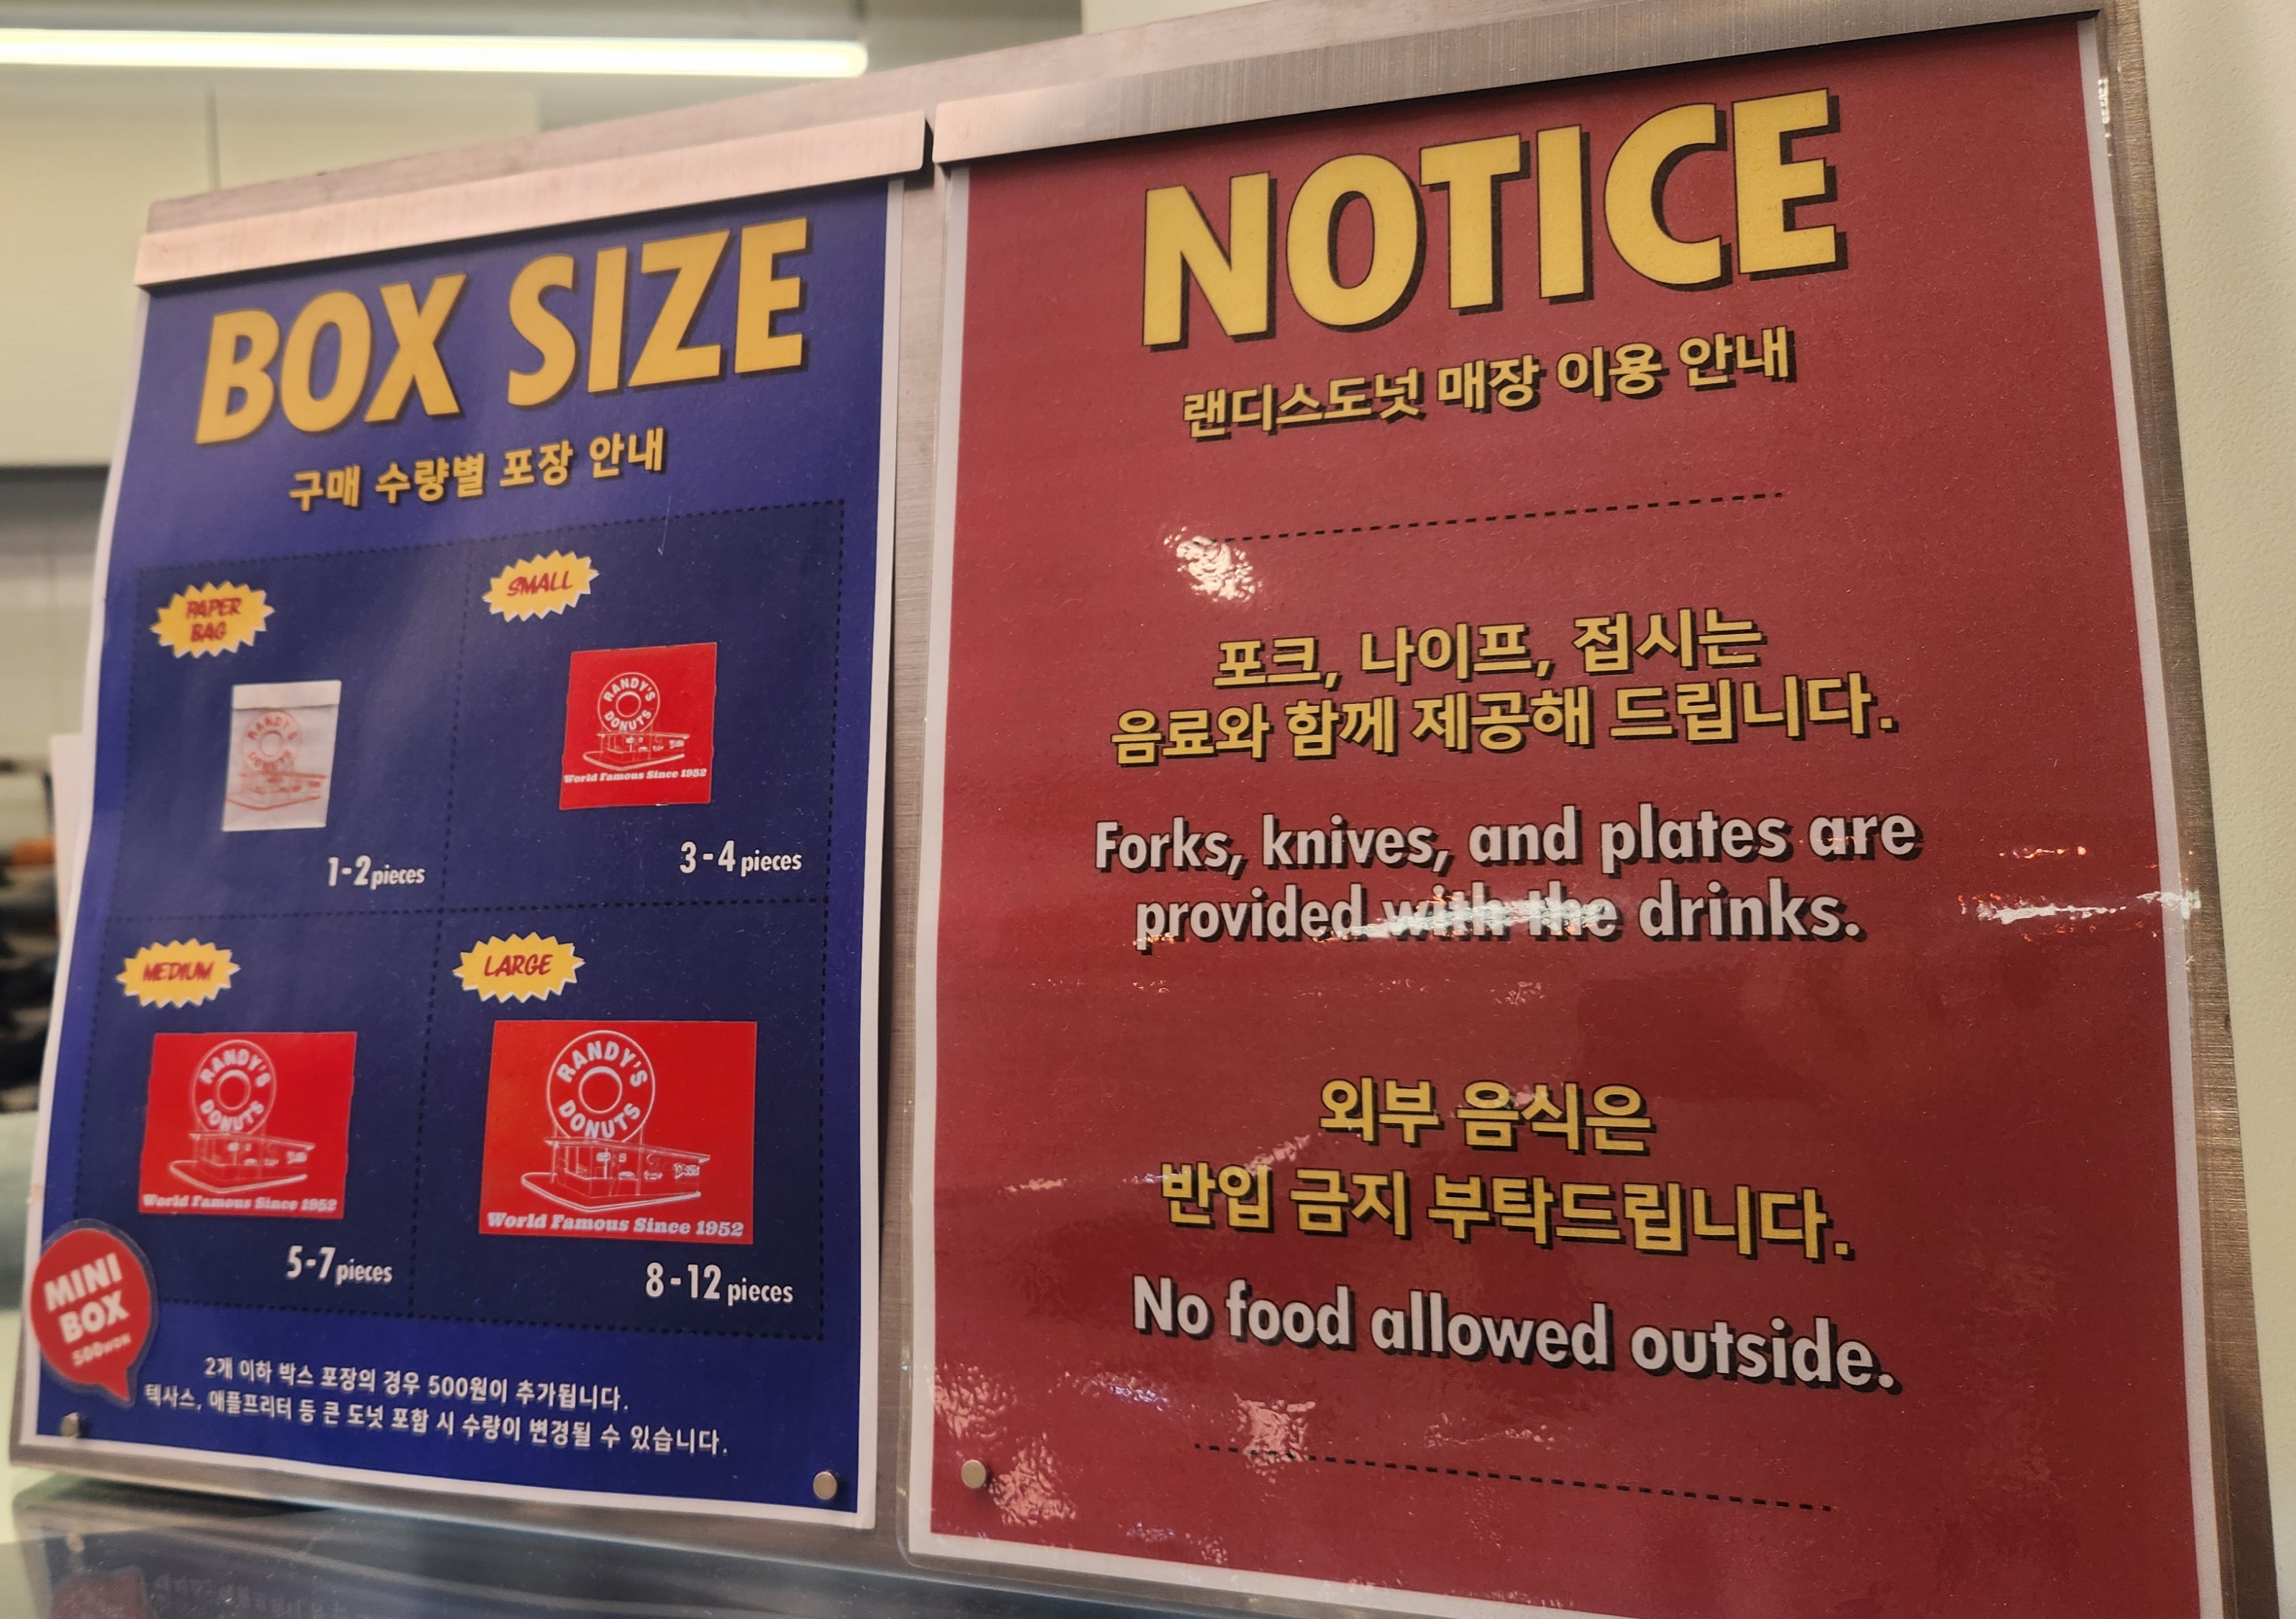 BOX SIZE
구매 수량별 포장 안내
PAPER
BAG
RANDY'S
DONUTS
1-2 pieces
SMALL
RANDY'S
DONUTS
World Famous Since 1952
3-4 pieces
MEDIUM
RANDY'S
DONUTS
World Famous Since 1952
5-7 pieces
LARGE
RANDY'S
DONUTS
World Famous Since 1952
8-12 pieces
MINI
BOX
500WON
2개 이하 박스 포장의 경우 500원이 추가됩니다.
텍사스, 애플프리터 등 큰 도넛 포함 시 수량이 변경될 수 있습니다.
NOTICE
랜디스도넛 매장 이용 안내
포크, 나이프, 접시는
음료와 함께 제공해 드립니다.
Forks, knives, and plates are
provided with the drinks.
외부 음식은
반입 금지 부탁드립니다.
No food allowed outside.